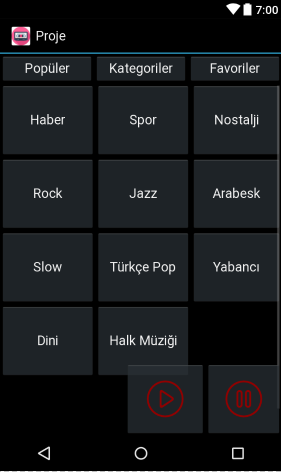 7:00
Proje
Popüler Kategoriler Favoriler
Haber Spor Nostalji
Rock Jazz Arabesk
Slow Türkçe Pop Yabancı
Dini Halk Müziği